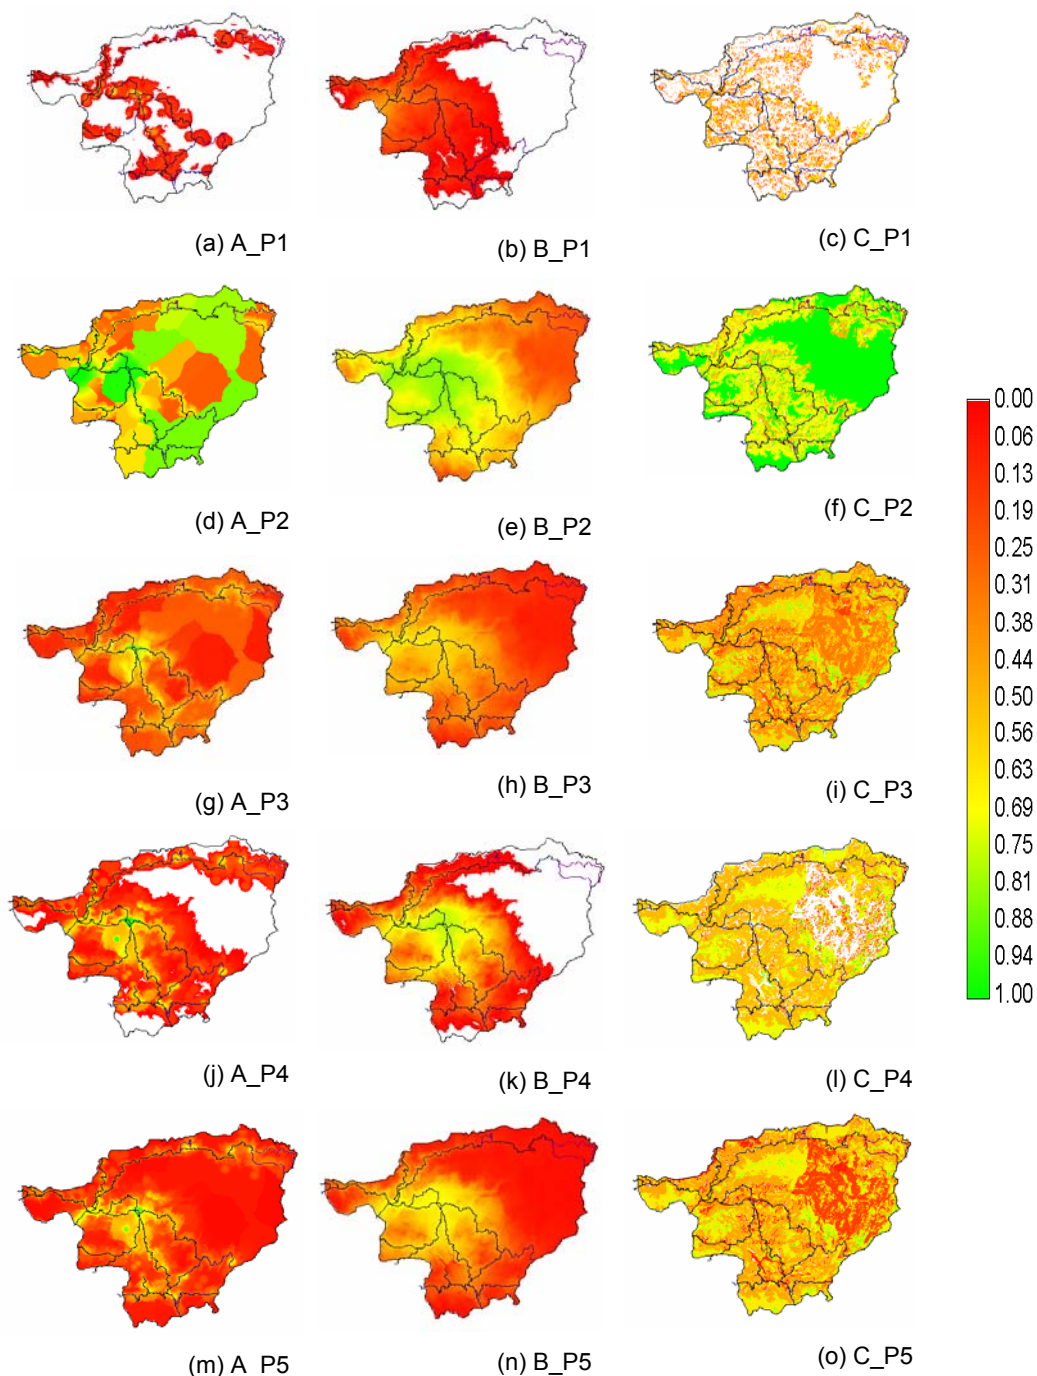 (a) A_P1
(b) B_P1
(c) C_P1
(d) A_P2
(e) B_P2
(f) C_P2
(g) A_P3
(h) B_P3
(i) C_P3
(j) A_P4
(k) B_P4
(l) C_P4
(m) A_P5
(n) B_P5
(o) C_P5
0.00
0.06
0.13
0.19
0.25
0.31
0.38
0.44
0.50
0.56
0.63
0.69
0.75
0.81
0.88
0.94
1.00